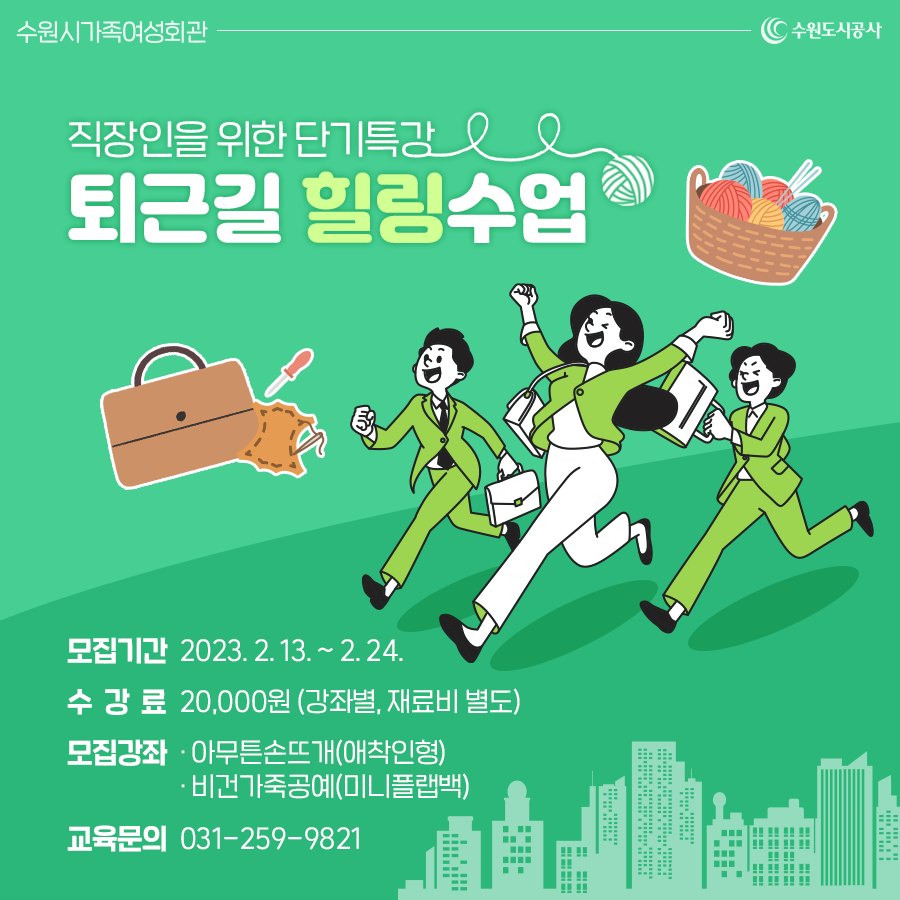 수원시가족여성회관
수원도시공사
직장인을 위한 단기특강
퇴근길 힐링수업
모집기간 2023. 2. 13. ~ 2. 24.
수 강 료 20,000원 (강좌별, 재료비 별도)
모집강좌 · 아무튼손뜨개(애착인형)
· 비건가죽공예(미니플랩백)
교육문의 031-259-9821